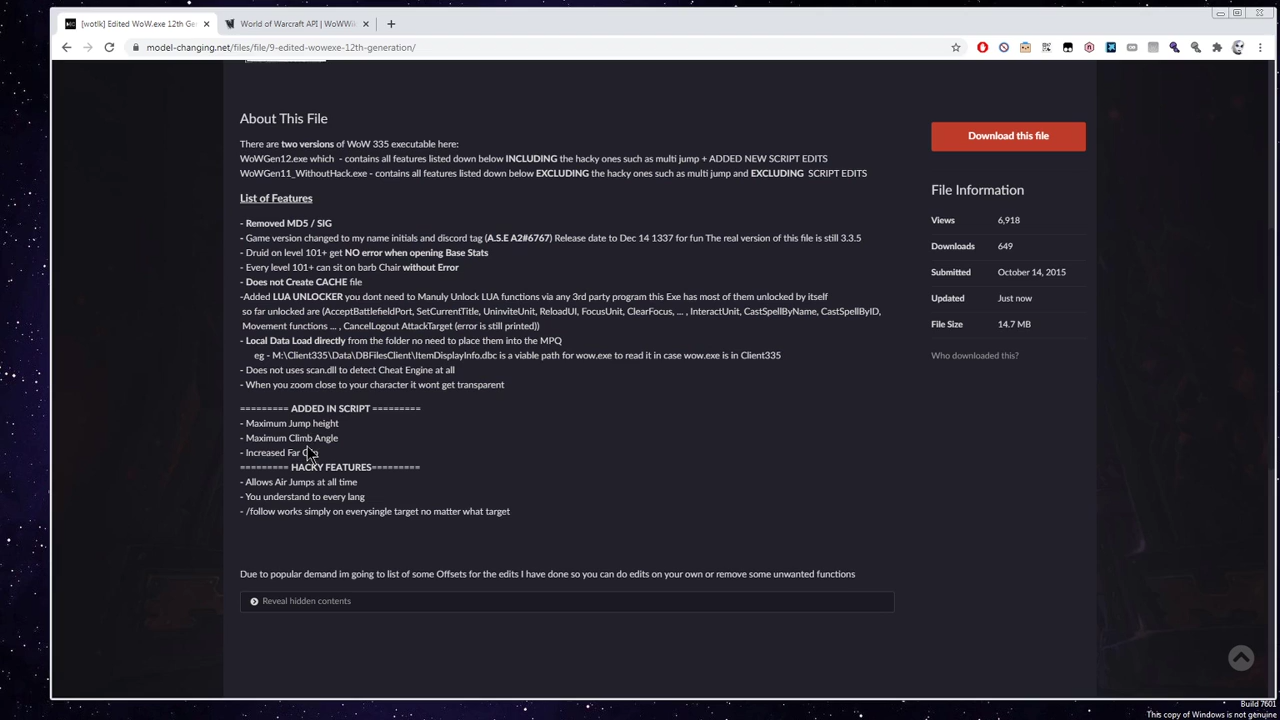 [wotlk] Edited WoW.exe 12th Ge
World of Warcraft API | WoWWi
model-changing.net/files/file/9-edited-wowexe-12th-generation/
About This File
There are two versions of WoW 335 executable here:
WoWGen12.exe which - contains all features listed down below INCLUDING the hacky ones such as multi jump + ADDED NEW SCRIPT EDITS
WoWGen11_WithoutHack.exe - contains all features listed down below EXCLUDING the hacky ones such as multi jump and EXCLUDING SCRIPT EDITS
List of Features
- Removed MD5 / SIG
- Game version changed to my name initials and discord tag (A.S.E A2#6767) Release date to Dec 14 1337 for fun The real version of this file is still 3.3.5
- Druid on level 101+ get NO error when opening Base Stats
- Every level 101+ can sit on barb Chair without Error
- Does not Create CACHE file
-Added LUA UNLOCKER you dont need to Manuly Unlock LUA functions via any 3rd party program this Exe has most of them unlocked by itself
so far unlocked are (AcceptBattlefieldPort, SetCurrentTitle, UninviteUnit, ReloadUI, FocusUnit, ClearFocus, ... , InteractUnit, CastSpellByName, CastSpellByID,
Movement functions ... , CancelLogout AttackTarget (error is still printed))
- Local Data Load directly from the folder no need to place them into the MPQ
eg - M:\Client335\Data\DBFilesClient\ItemDisplayInfo.dbc is a viable path for wow.exe to read it in case wow.exe is in Client335
- Does not uses scan.dll to detect Cheat Engine at all
- When you zoom close to your character it wont get transparent
========= ADDED IN SCRIPT =========
- Maximum Jump height
- Maximum Climb Angle
- Increased Far
========= HACKY FEATURES=========
- Allows Air Jumps at all time
- You understand to every lang
- /follow works simply on everysingle target no matter what target
Due to popular demand im going to list of some Offsets for the edits I have done so you can do edits on your own or remove some unwanted functions
Reveal hidden contents
Download this file
File Information
Views 6,918
Downloads 649
Submitted October 14, 2015
Updated Just now
File Size 14.7 MB
Who downloaded this?
Build 7601
This copy of Windows is not genuine